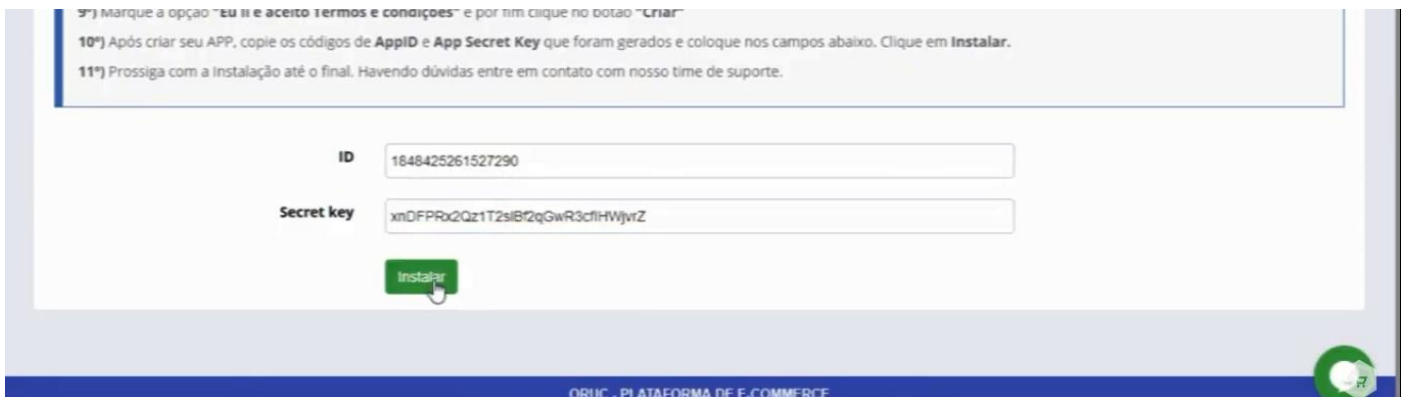 9º) Marque a opção "Eu li e aceito Termos e condições" e por fim clique no botão "Criar"
10º) Após criar seu APP, copie os códigos de AppID e App Secret Key que foram gerados e coloque nos campos abaixo. Clique em Instalar.
11º) Prossiga com a instalação até o final. Havendo dúvidas entre em contato com nosso time de suporte.
ID 1848425261527290
Secret key
Instalar
ORUC - PLATAFORMA DE E-COMMERCE